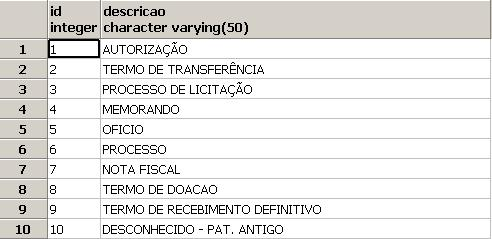 id descricao
integer character varying(50)
1 1 AUTORIZAÇÃO
2 2 TERMO DE TRANSFERÊNCIA
3 3 PROCESSO DE LICITAÇÃO
4 4 MEMORANDO
5 5 OFICIO
6 6 PROCESSO
7 7 NOTA FISCAL
8 8 TERMO DE DOACAO
9 9 TERMO DE RECEBIMENTO DEFINITIVO
10 10 DESCONHECIDO - PAT. ANTIGO